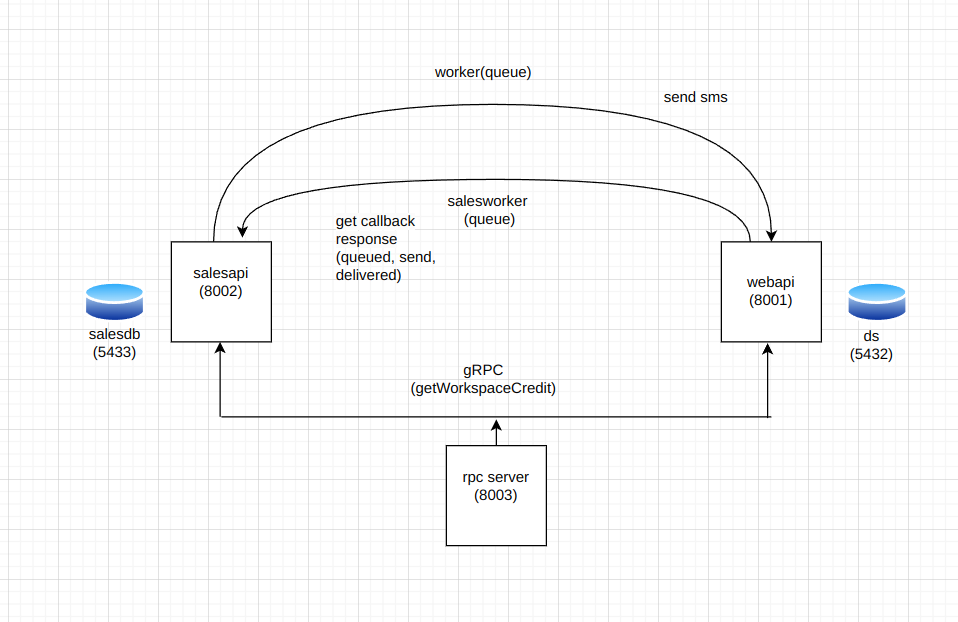 worker(queue)
send sms
salesworker
(queue)
get callback
response
(queued, send,
delivered)
salesapi
(8002)
webapi
(8001)
salesdb
(5433)
ds
(5432)
gRPC
(getWorkspaceCredit)
rpc server
(8003)